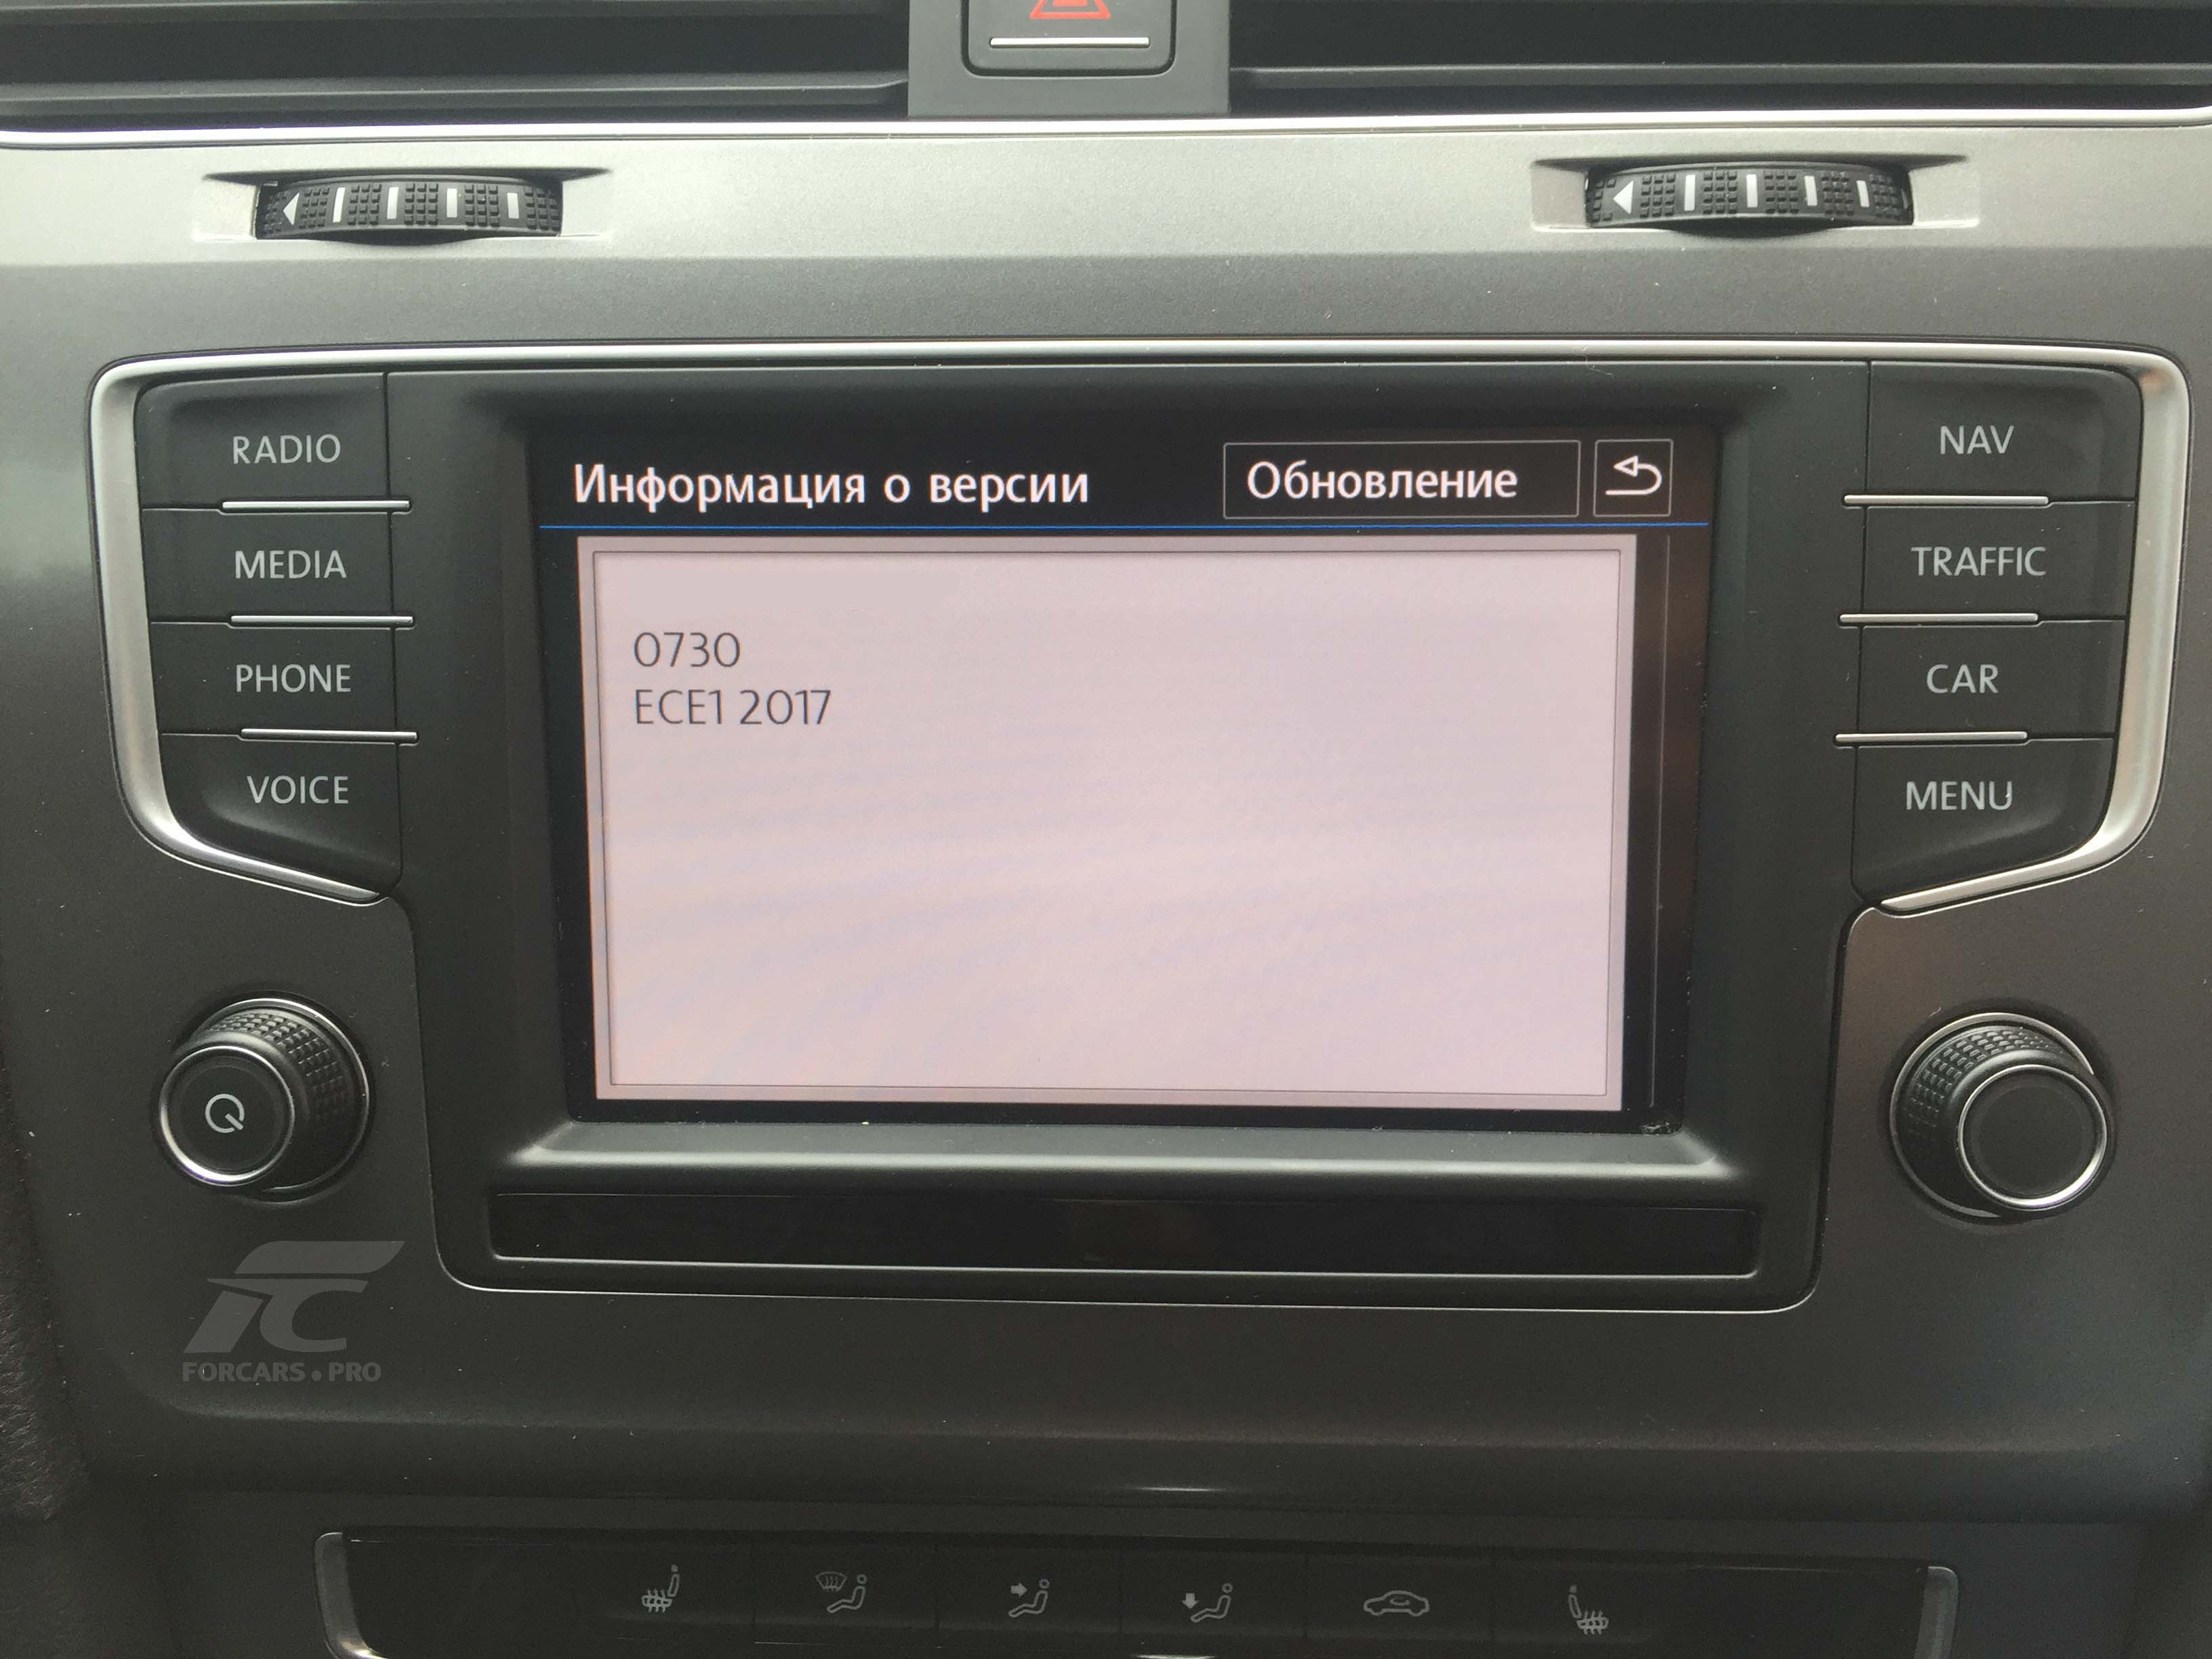 RADIO
MEDIA
PHONE
VOICE
Информация о версии
Обновление
0730
ECE1 2017
NAV
TRAFFIC
CAR
MENU
FORCARS.PRO